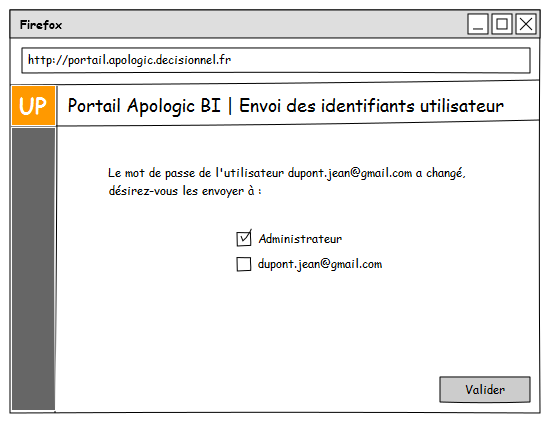 Firefox
http://portail.apologic.decisionnel.fr
UP
Portail Apologic BI | Envoi des identifiants utilisateur
Le mot de passe de l'utilisateur dupont.jean@gmail.com a changé,
désirez-vous les envoyer à :
Administrateur
dupont.jean@gmail.com
Valider